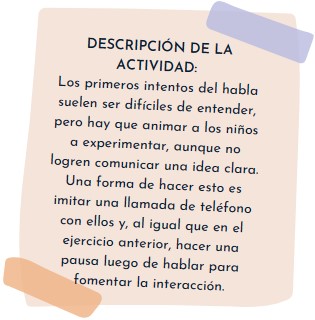 DESCRIPCIÓN DE LA
ACTIVIDAD:
Los primeros intentos del habla
suelen ser difíciles de entender,
pero hay que animar a los niños
a experimentar, aunque no
logren comunicar una idea clara.
Una forma de hacer esto es
imitar una llamada de teléfono
con ellos y, al igual que en el
ejercicio anterior, hacer una
pausa luego de hablar para
fomentar la interacción.